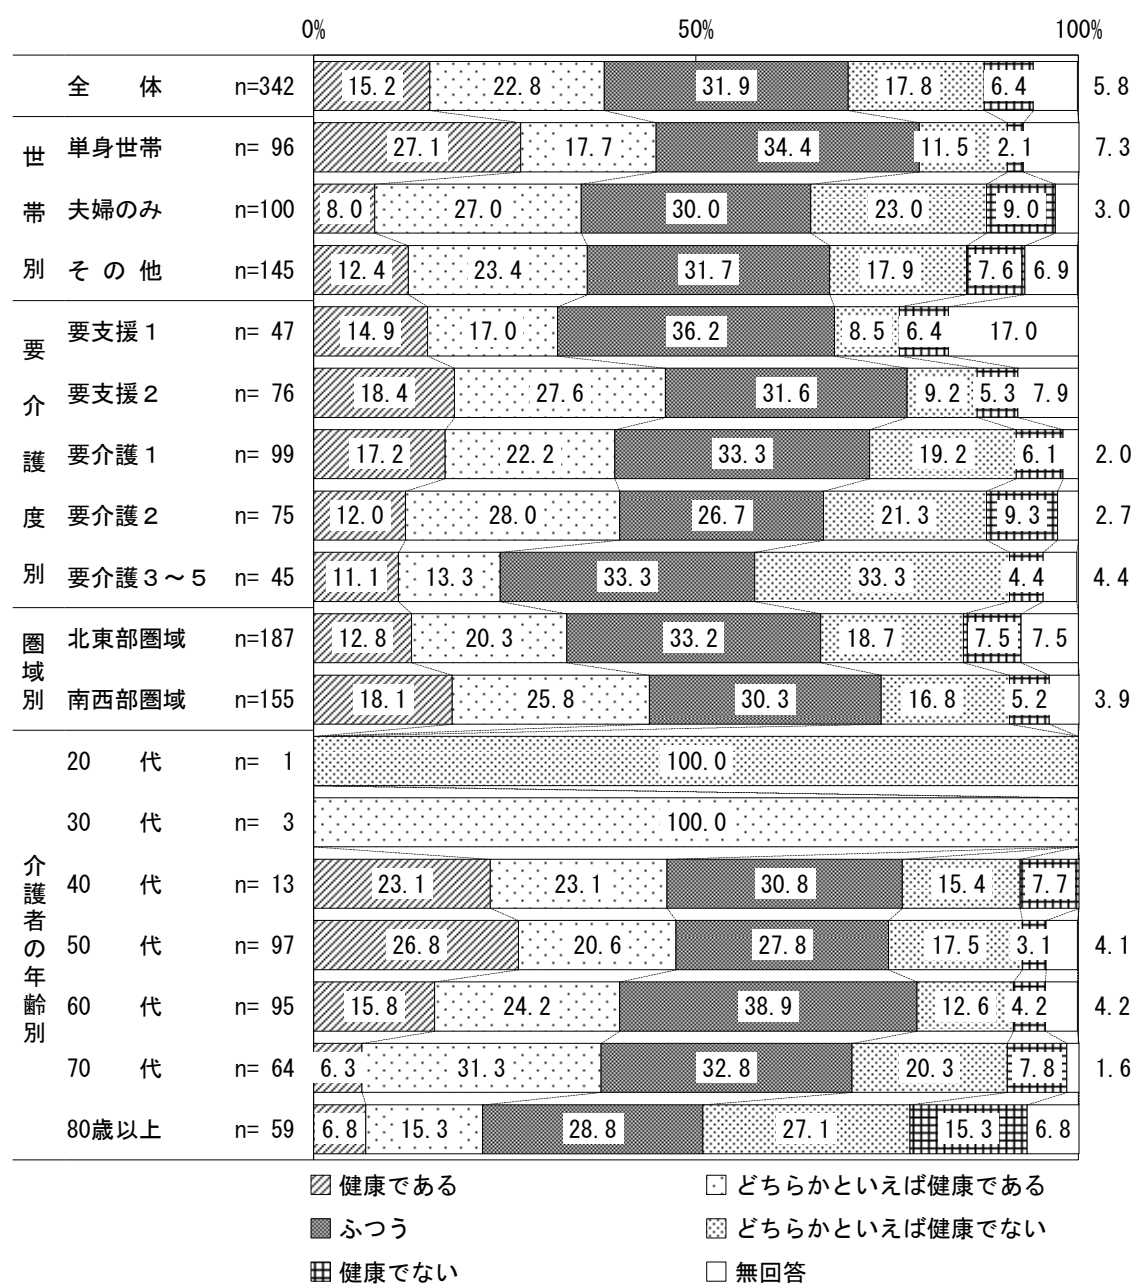 0% 50% 100%
全 体 n=342 15.2 22.8 31.9 17.8 6.4 5.8
世帯別
単身世帯 n= 96 27.1 17.7 34.4 11.5 2.1 7.3
夫婦のみ n=100 8.0 27.0 30.0 23.0 9.0 3.0
その他 n=145 12.4 23.4 31.7 17.9 7.6 6.9
要介護度別
要支援1 n= 47 14.9 17.0 36.2 8.5 6.4 17.0
要支援2 n= 76 18.4 27.6 31.6 9.2 5.3 7.9
要介護1 n= 99 17.2 22.2 33.3 19.2 6.1 2.0
要介護2 n= 75 12.0 28.0 26.7 21.3 9.3 2.7
要介護3～5 n= 45 11.1 13.3 33.3 33.3 4.4 4.4
圏域別
北東部圏域 n=187 12.8 20.3 33.2 18.7 7.5 7.5
南西部圏域 n=155 18.1 25.8 30.3 16.8 5.2 3.9
介護者の年齢別
20 代 n= 1 100.0
30 代 n= 3 100.0
40 代 n= 13 23.1 23.1 30.8 15.4 7.7
50 代 n= 97 26.8 20.6 27.8 17.5 3.1 4.1
60 代 n= 95 15.8 24.2 38.9 12.6 4.2 4.2
70 代 n= 64 6.3 31.3 32.8 20.3 7.8 1.6
80歳以上 n= 59 6.8 15.3 28.8 27.1 15.3 6.8
健康である どちらかといえば健康である
ふつう どちらかといえば健康でない
健康でない 無回答